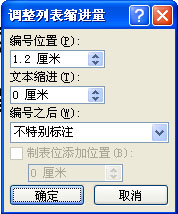 调整列表缩进量
编号位置(P):
1.2 厘米
文本缩进(T):
0 厘米
编号之后(W):
不特别标注
制表位添加位置(B):
0 厘米
确定 取消